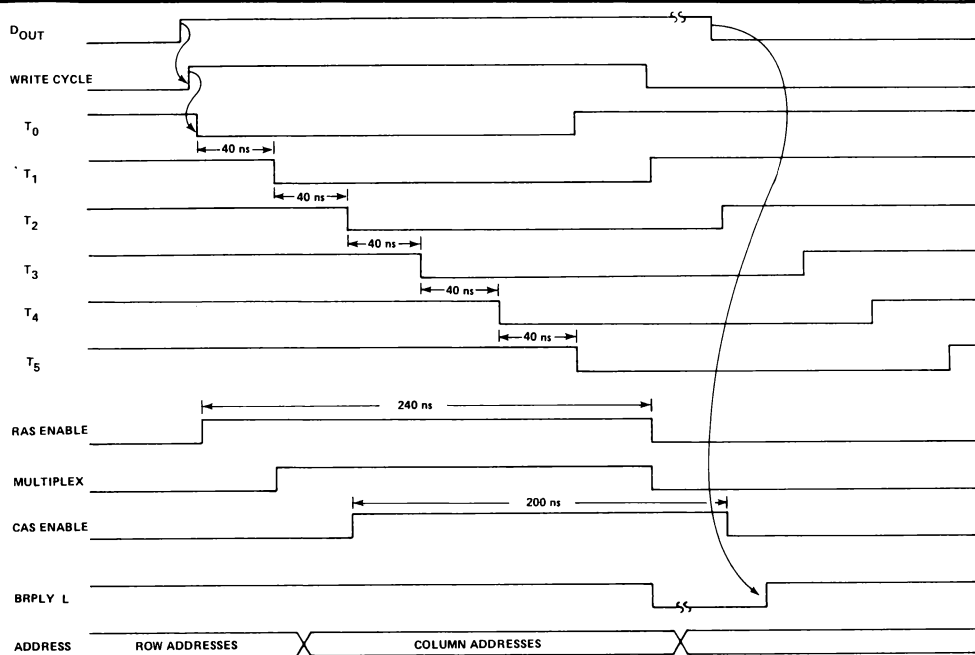 DOUT
WRITE CYCLE
T0
40 ns
T1
40 ns
T2
40 ns
T3
40 ns
T4
40 ns
T5
240 ns
RAS ENABLE
MULTIPLEX
200 ns
CAS ENABLE
BRPLY L
ADDRESS ROW ADDRESSES COLUMN ADDRESSES